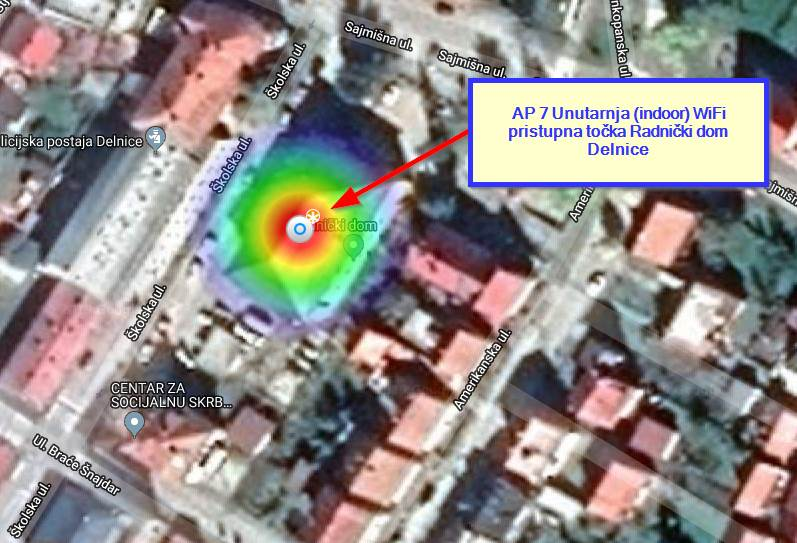 Sajmišna ul.
Sajmišna ul.
Školska ul.
licijska postaja Delnice
Školska ul.
AP 7 Unutarnja (indoor) WiFi
pristupna točka Radnički dom
Delnice
nički dom
Školska ul.
Amerikanska ul.
CENTAR ZA
SOCIJALNU SKRB...
Ul. Braće Šnajdar
Školska ul.